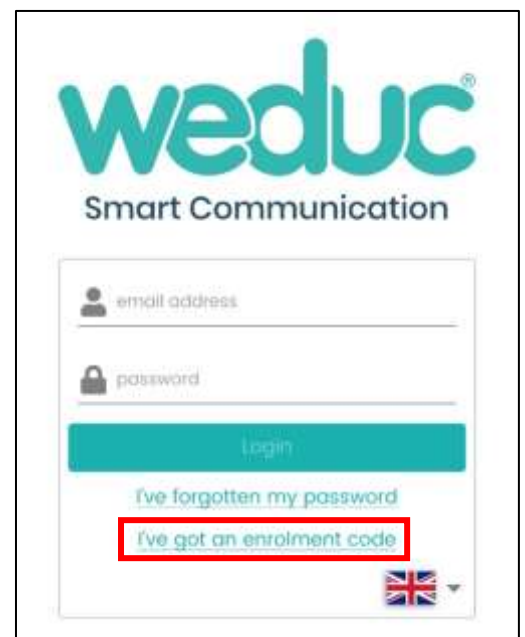 weduc®
Smart Communication
email address
password
Login
I've forgotten my password
I've got an enrolment code